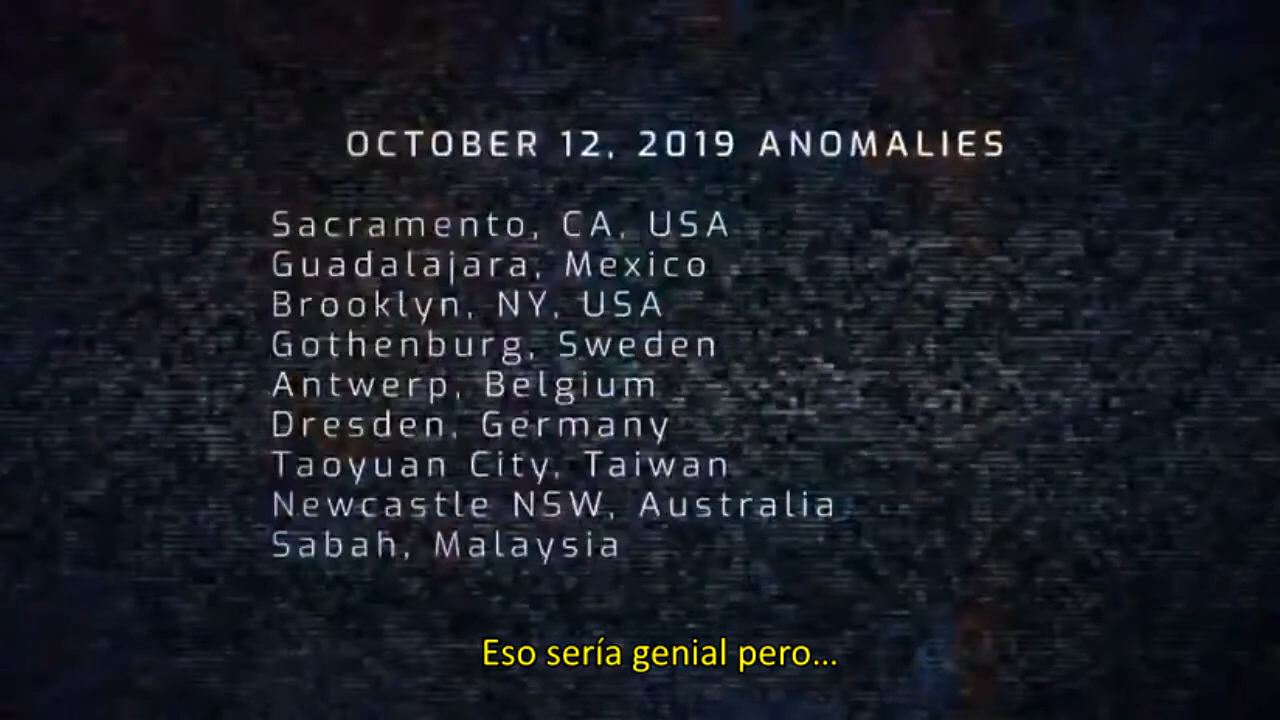 OCTOBER 12, 2019 ANOMALIES
Sacramento, CA, USA
Guadalajara, Mexico
Brooklyn, NY, USA
Gothenburg, Sweden
Antwerp, Belgium
Dresden, Germany
Taoyuan City, Taiwan
Newcastle NSW, Australia
Sabah, Malaysia
Eso sería genial pero...